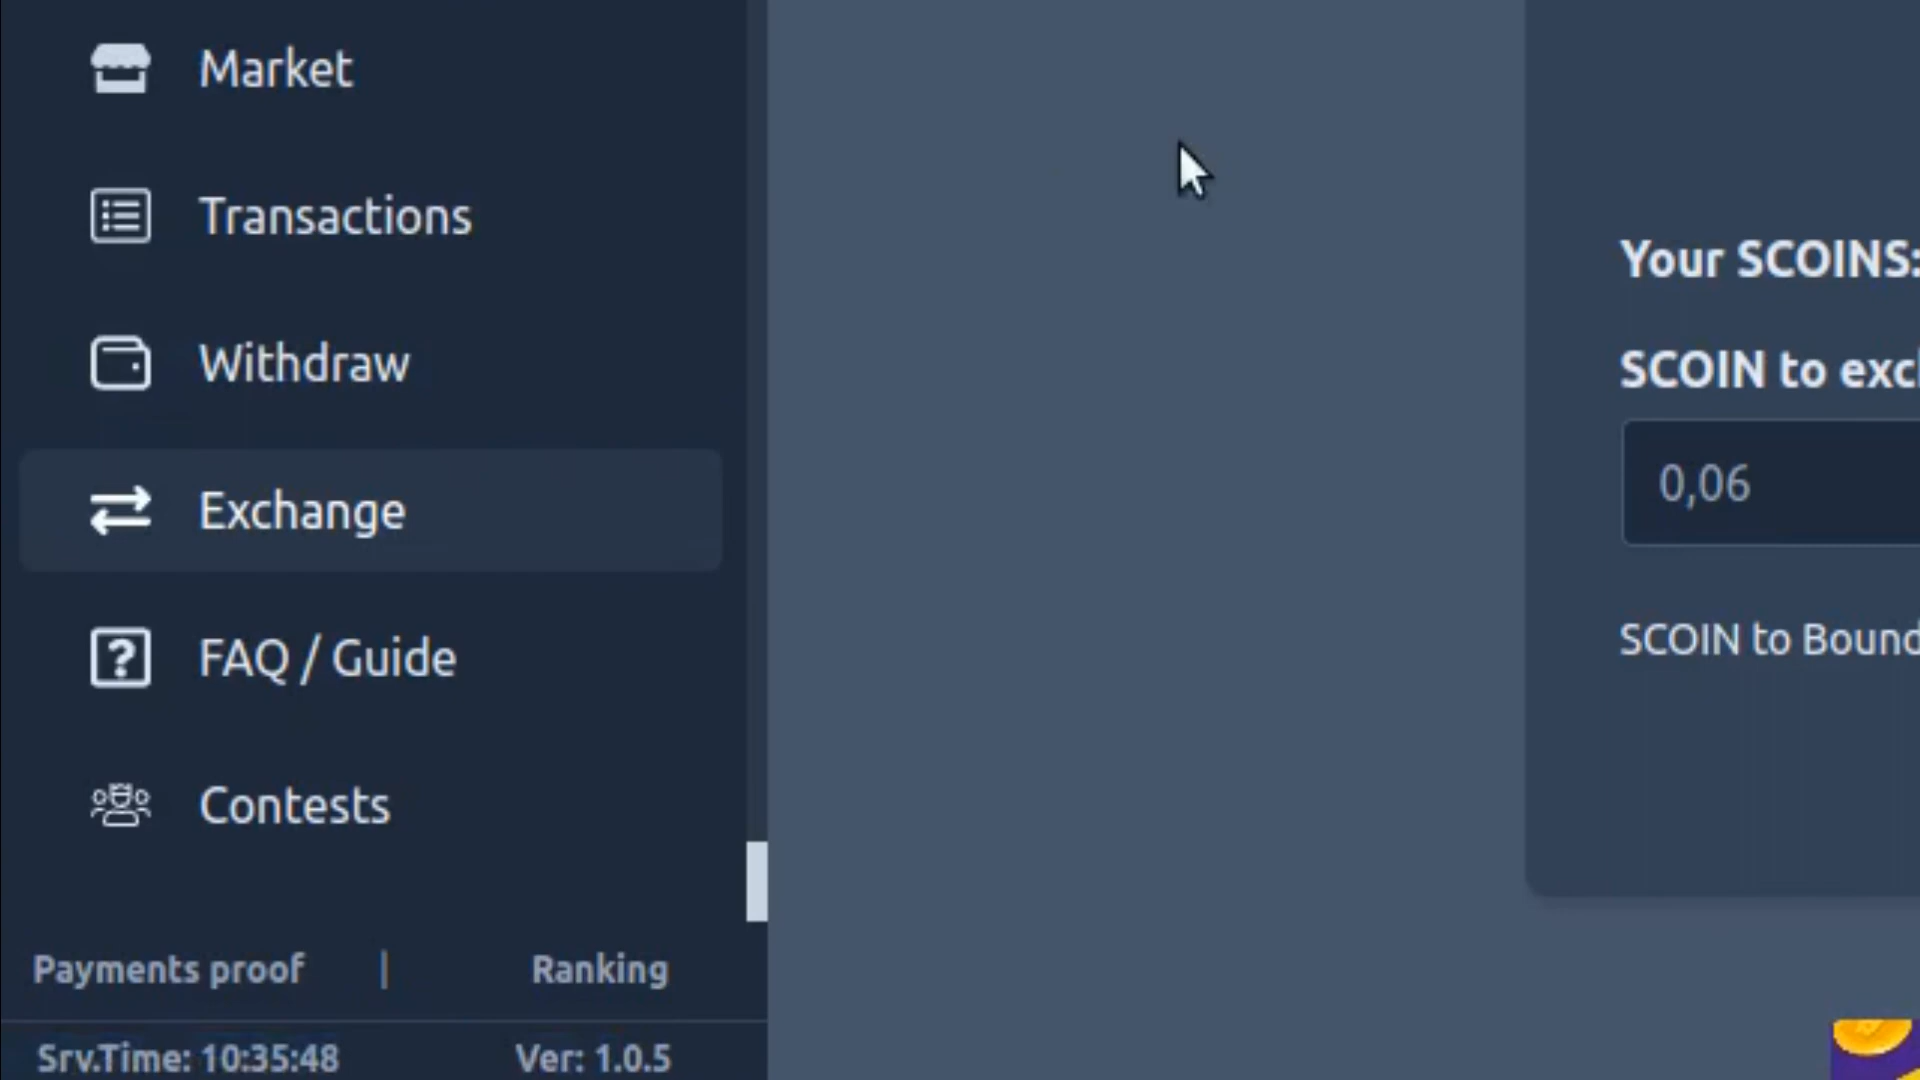 Market
Transactions
Withdraw
Exchange
FAQ / Guide
Contests
Payments proof | Ranking
Srv.Time: 10:35:48 Ver: 1.0.5
Your SCOINS:
SCOIN to excl
0,06
SCOIN to Bound